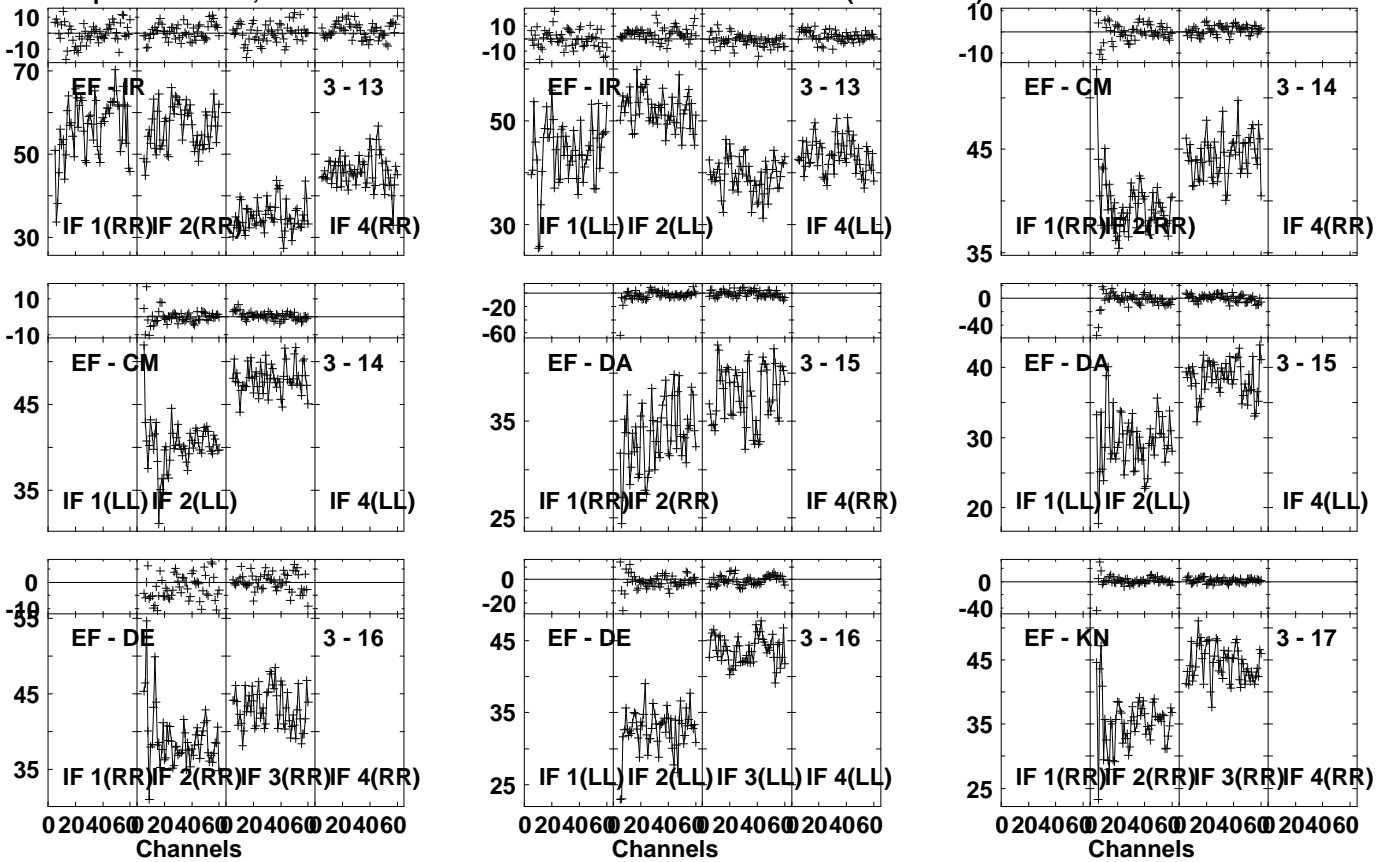 10
-10
70
EF - IR
3 - 13
50
30
IF 1(RR)
IF 2(RR)
IF 4(RR)
10
-10
EF - IR
3 - 13
50
30
IF 1(LL)
IF 2(LL)
IF 4(LL)
10
-10
EF - CM
3 - 14
45
35
IF 1(RR)
IF 2(RR)
IF 4(RR)
10
-10
EF - CM
3 - 14
45
35
IF 1(LL)
IF 2(LL)
IF 4(LL)
-20
-60
EF - DA
3 - 15
35
25
IF 1(RR)
IF 2(RR)
IF 4(RR)
0
-40
EF - DA
3 - 15
40
30
20
IF 1(LL)
IF 2(LL)
IF 4(LL)
0
-10
55
EF - DE
3 - 16
45
35
IF 1(RR)
IF 2(RR)
IF 3(RR)
IF 4(RR)
0 20 40 60 0 20 40 60 0 20 40 60 0 20 40 60
Channels
0
-20
EF - DE
3 - 16
45
35
25
IF 1(LL)
IF 2(LL)
IF 3(LL)
IF 4(LL)
0 20 40 60 0 20 40 60 0 20 40 60 0 20 40 60
Channels
0
-40
EF - KN
3 - 17
45
35
25
IF 1(RR)
IF 2(RR)
IF 3(RR)
IF 4(RR)
0 20 40 60 0 20 40 60 0 20 40 60 0 20 40 60
Channels